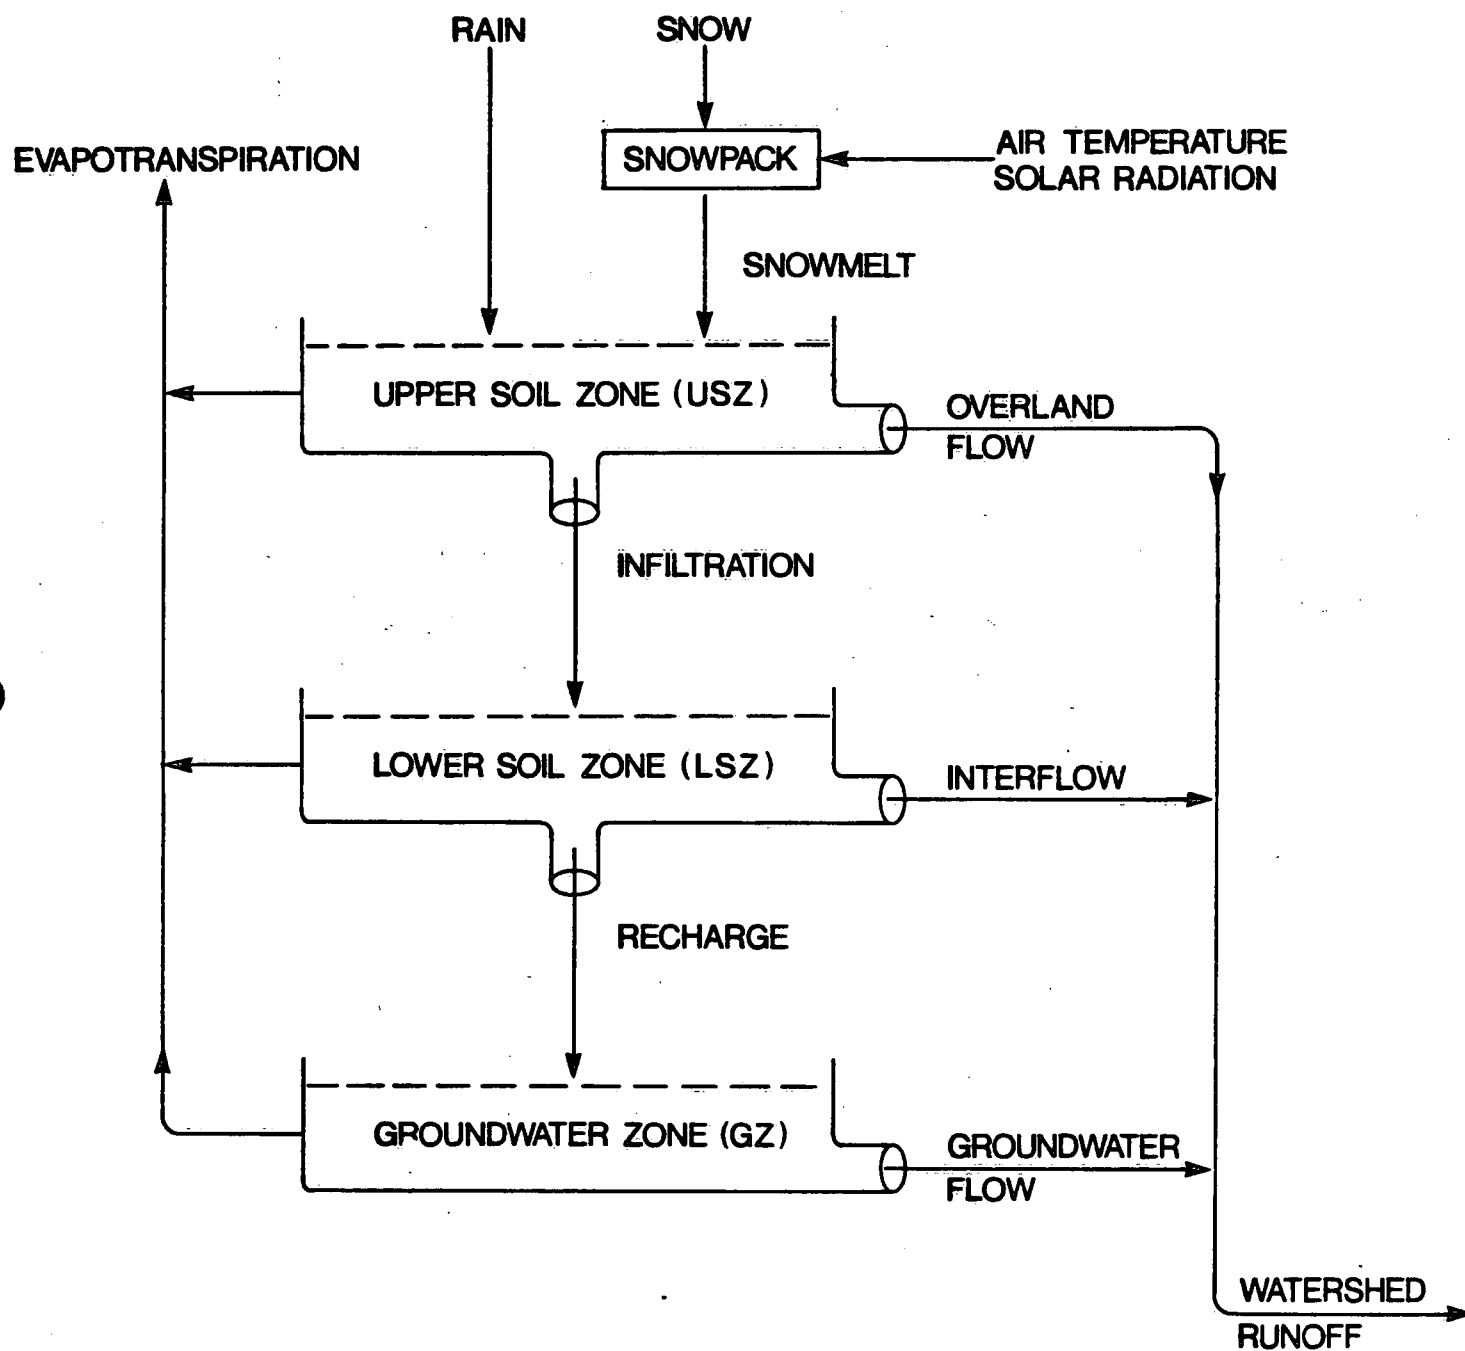 RAIN
SNOW
EVAPOTRANSPIRATION
SNOWPACK
AIR TEMPERATURE
SOLAR RADIATION
SNOWMELT
UPPER SOIL ZONE (USZ)
OVERLAND
FLOW
INFILTRATION
LOWER SOIL ZONE (LSZ)
INTERFLOW
RECHARGE
GROUNDWATER ZONE (GZ)
GROUNDWATER
FLOW
WATERSHED
RUNOFF